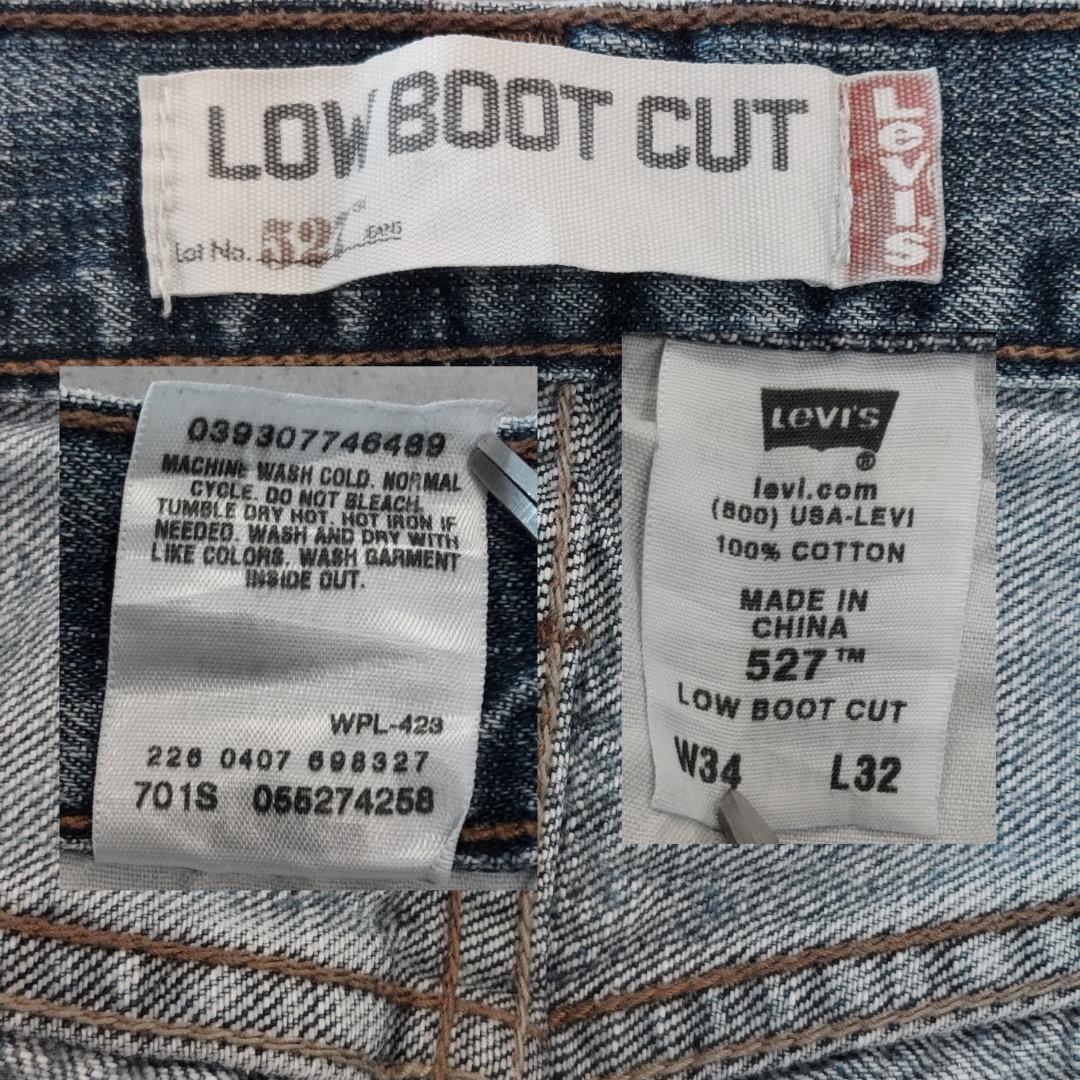 LOW BOOT CUT
Levi's
Lot No. 527 JEANS
039307746489
MACHINE WASH COLD. NORMAL
CYCLE. DO NOT BLEACH.
TUMBLE DRY HOT. HOT IRON IF
NEEDED. WASH AND DRY WITH
LIKE COLORS. WASH GARMENT
INSIDE OUT.
WPL-423
226 0407 698327
701S 055274258
LEVI'S
®
levi.com
(800) USA-LEVI
100% COTTON
MADE IN
CHINA
527™
LOW BOOT CUT
W34 L32